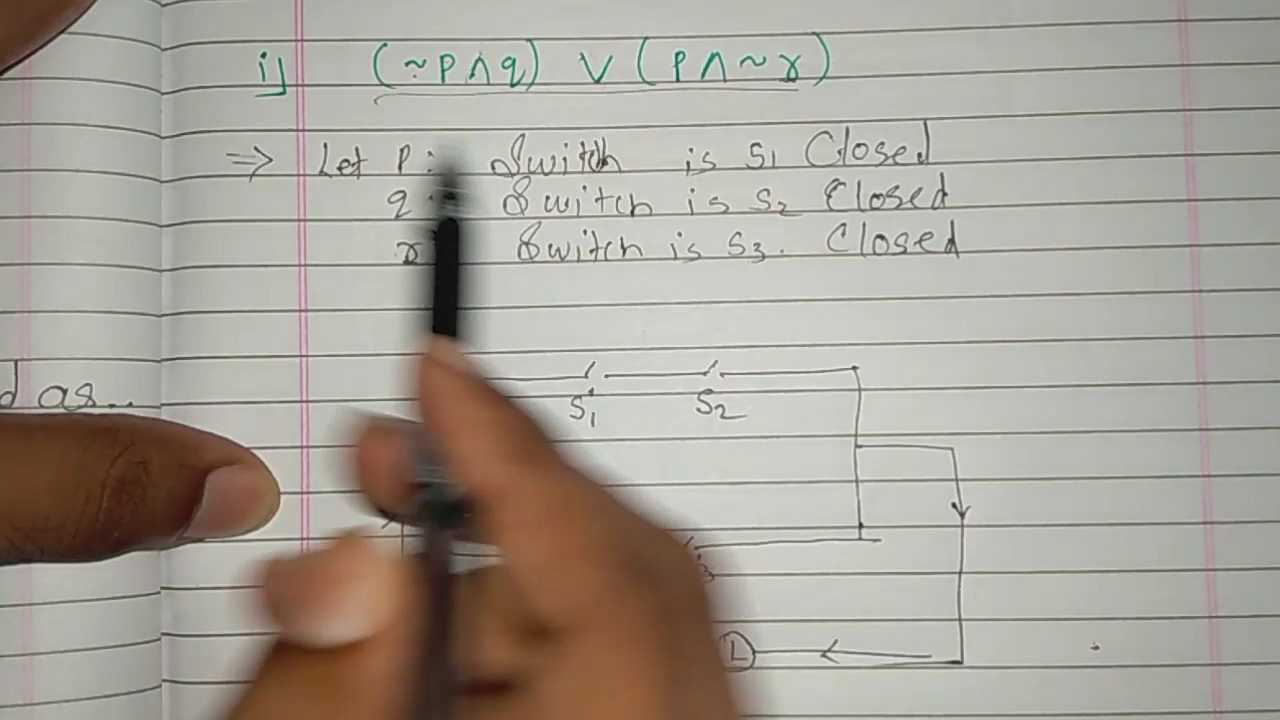 i) (~p∧q) ∨ (p∧~r)
⇒ Let p: Switch is S1 Closed
q: Switch is S2 Closed
r Switch is S3. Closed
d as..
S1' S2
L